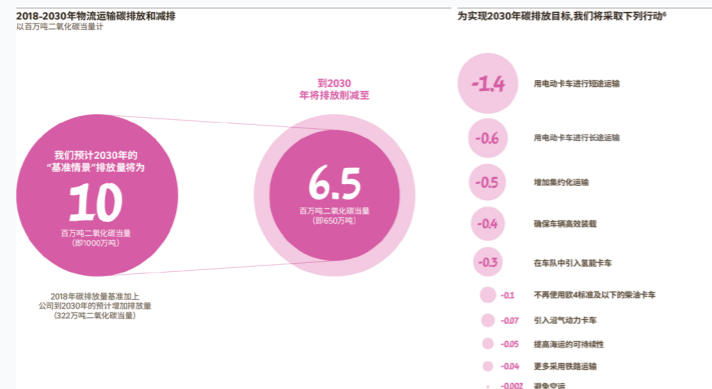 2018-2030年物流运输碳排放和减排
以百万吨二氧化碳当量计
我们预计2030年的
“基准情景”排放量将为
10
百万吨二氧化碳当量
（即1000万吨）
2018年碳排放量基准加上
公司到2030年的预计增加排放量
（322万吨二氧化碳当量）
到2030
年将排放削减至
6.5
百万吨二氧化碳当量
（即650万吨）
为实现2030年碳排放目标,我们将采取下列行动⁶
-1.4 用电动卡车进行短途运输
-0.6 用电动卡车进行长途运输
-0.5 增加集约化运输
-0.4 确保车辆高效装载
-0.3 在车队中引入氢能卡车
-0.1 不再使用欧4标准及以下的柴油卡车
-0.07 引入沼气动力卡车
-0.05 提高海运的可持续性
-0.04 更多采用铁路运输
-0.002 避免空运